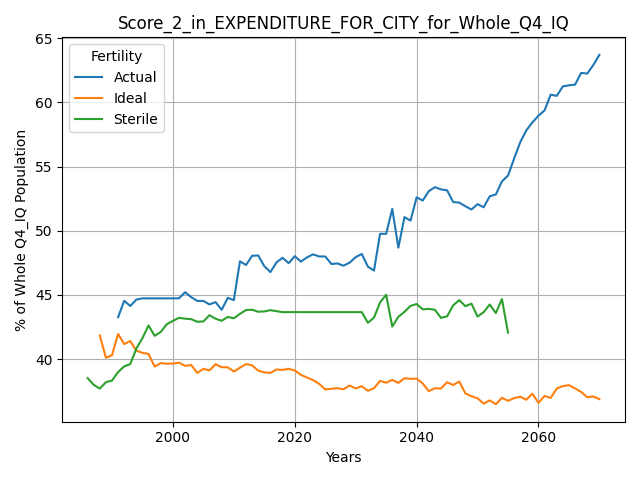 Score_2_in_EXPENDITURE_FOR_CITY_for_Whole_Q4_IQ
Fertility
Actual
Ideal
Sterile
% of Whole Q4_IQ Population
65
60
55
50
45
40
2000
2020
2040
2060
Years